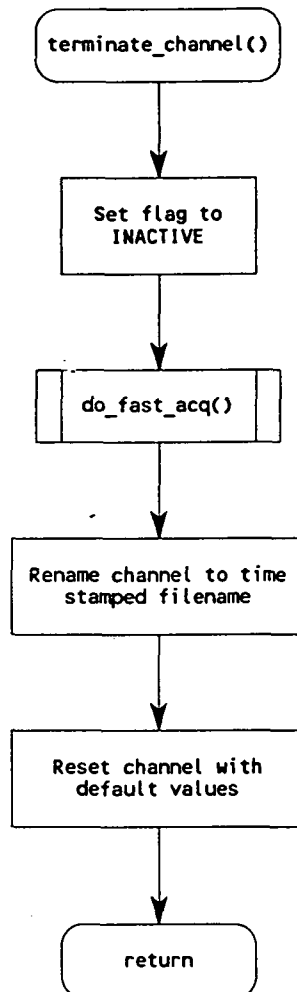 terminate_channel()
Set flag to
INACTIVE
do_fast_acq()
Rename channel to time
stamped filename
Reset channel with
default values
return